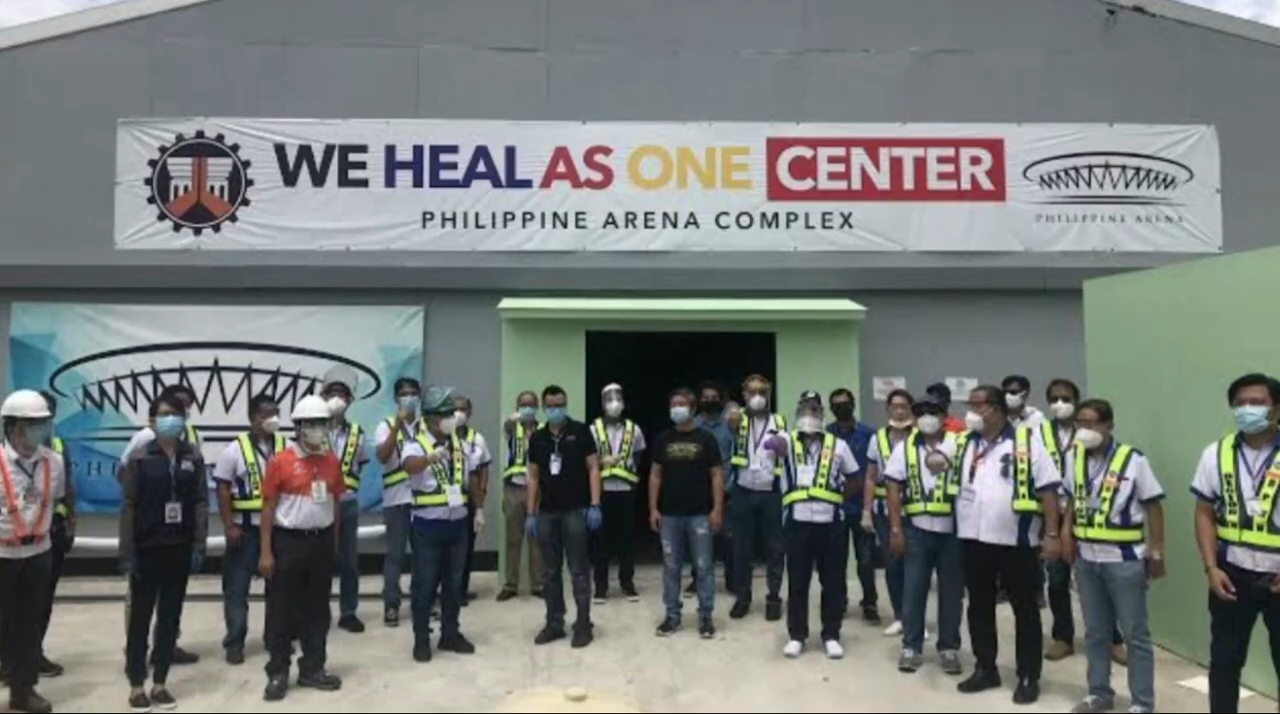 WE HEAL AS ONE CENTER
PHILIPPINE ARENA COMPLEX
PHILIPPINE ARENA